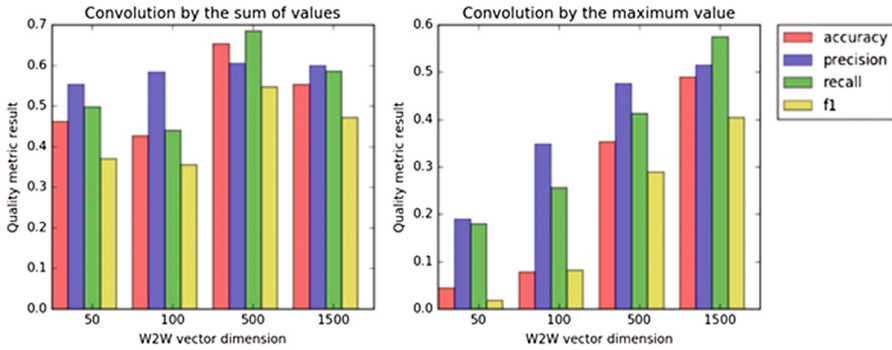 Convolution by the sum of values
Quality metric result
0.7
0.6
0.5
0.4
0.3
0.2
0.1
0.0
50 100 500 1500
W2W vector dimension
Convolution by the maximum value
Quality metric result
0.6
0.5
0.4
0.3
0.2
0.1
0.0
50 100 500 1500
W2W vector dimension
accuracy
precision
recall
f1